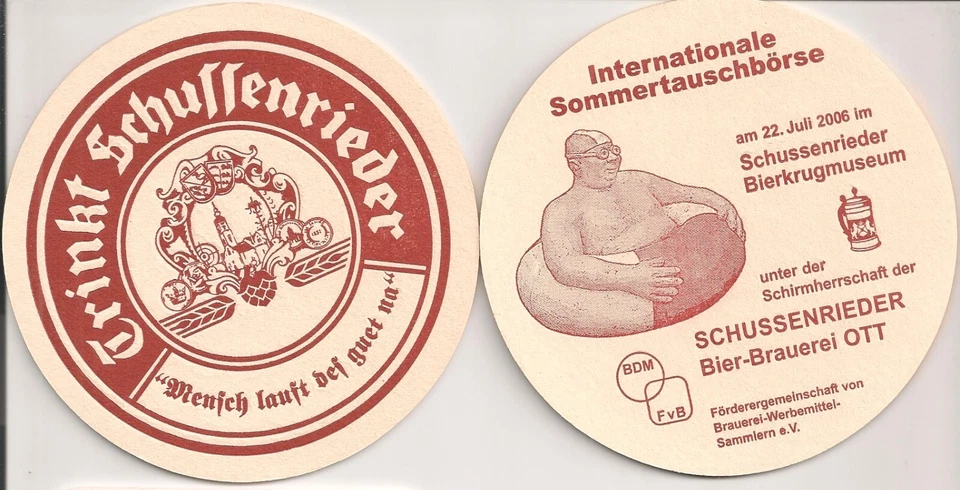 Trinkt Schussenrieder
"Mensch lauft des guet na"
Internationale
Sommertauschbörse
am 22. Juli 2006 im
Schussenrieder
Bierkrugmuseum
unter der
Schirmherrschaft der
SCHUSSENRIEDER
Bier-Brauerei OTT
BDM
FvB
Förderergemeinschaft von
Brauerei-Werbemittel-
Sammlern e.V.